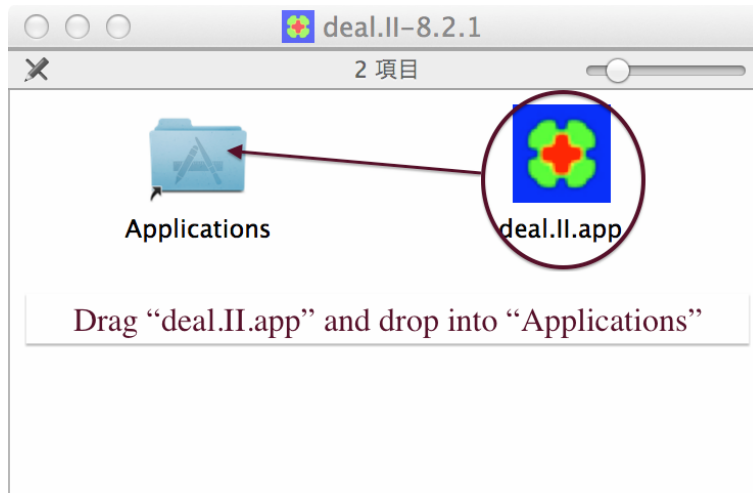 deal.II-8.2.1
2 項目
Applications
deal.II.app
Drag “deal.II.app” and drop into “Applications”